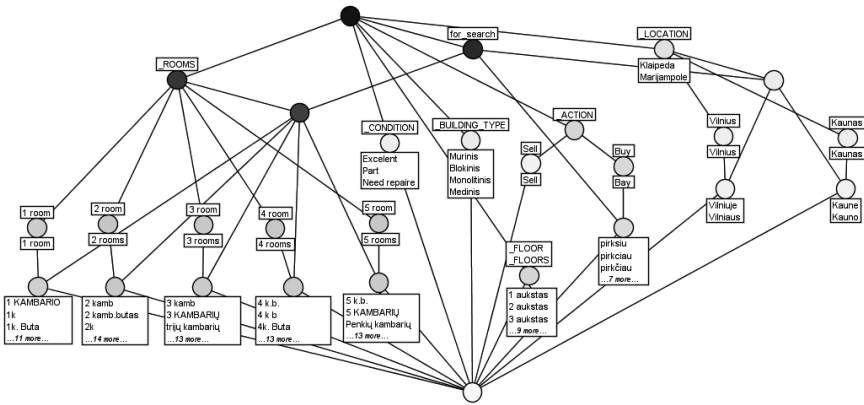 for_search
_LOCATION
Klaipeda
Marijampole
_ROOMS
_CONDITION
Excelent
Part
Need repaire
_BUILDING_TYPE
Murinis
Blokinis
Monolitinis
Medinis
_ACTION
Sell
Sell
Buy
Bay
Vilnius
Vilnius
Kaunas
Kaunas
Vilniuje
Vilniaus
Kaune
Kauno
1 room
1 room
2 room
2 rooms
3 room
3 rooms
4 room
4 rooms
5 room
5 rooms
_FLOOR
_FLOORS
1 aukstas
2 aukstas
3 aukstas
...9 more...
pirksiu
pirkciau
pirkčiau
...7 more...
1 KAMBARIO
1k
1k. Buta
...11 more...
2 kamb
2 kamb.butas
2k
...14 more...
3 kamb
3 KAMBARIŲ
trijų kambarių
...13 more...
4 k.b.
4 k b
4k. Buta
...13 more...
5 k.b.
5 KAMBARIŲ
Penkių kambarių
...13 more...